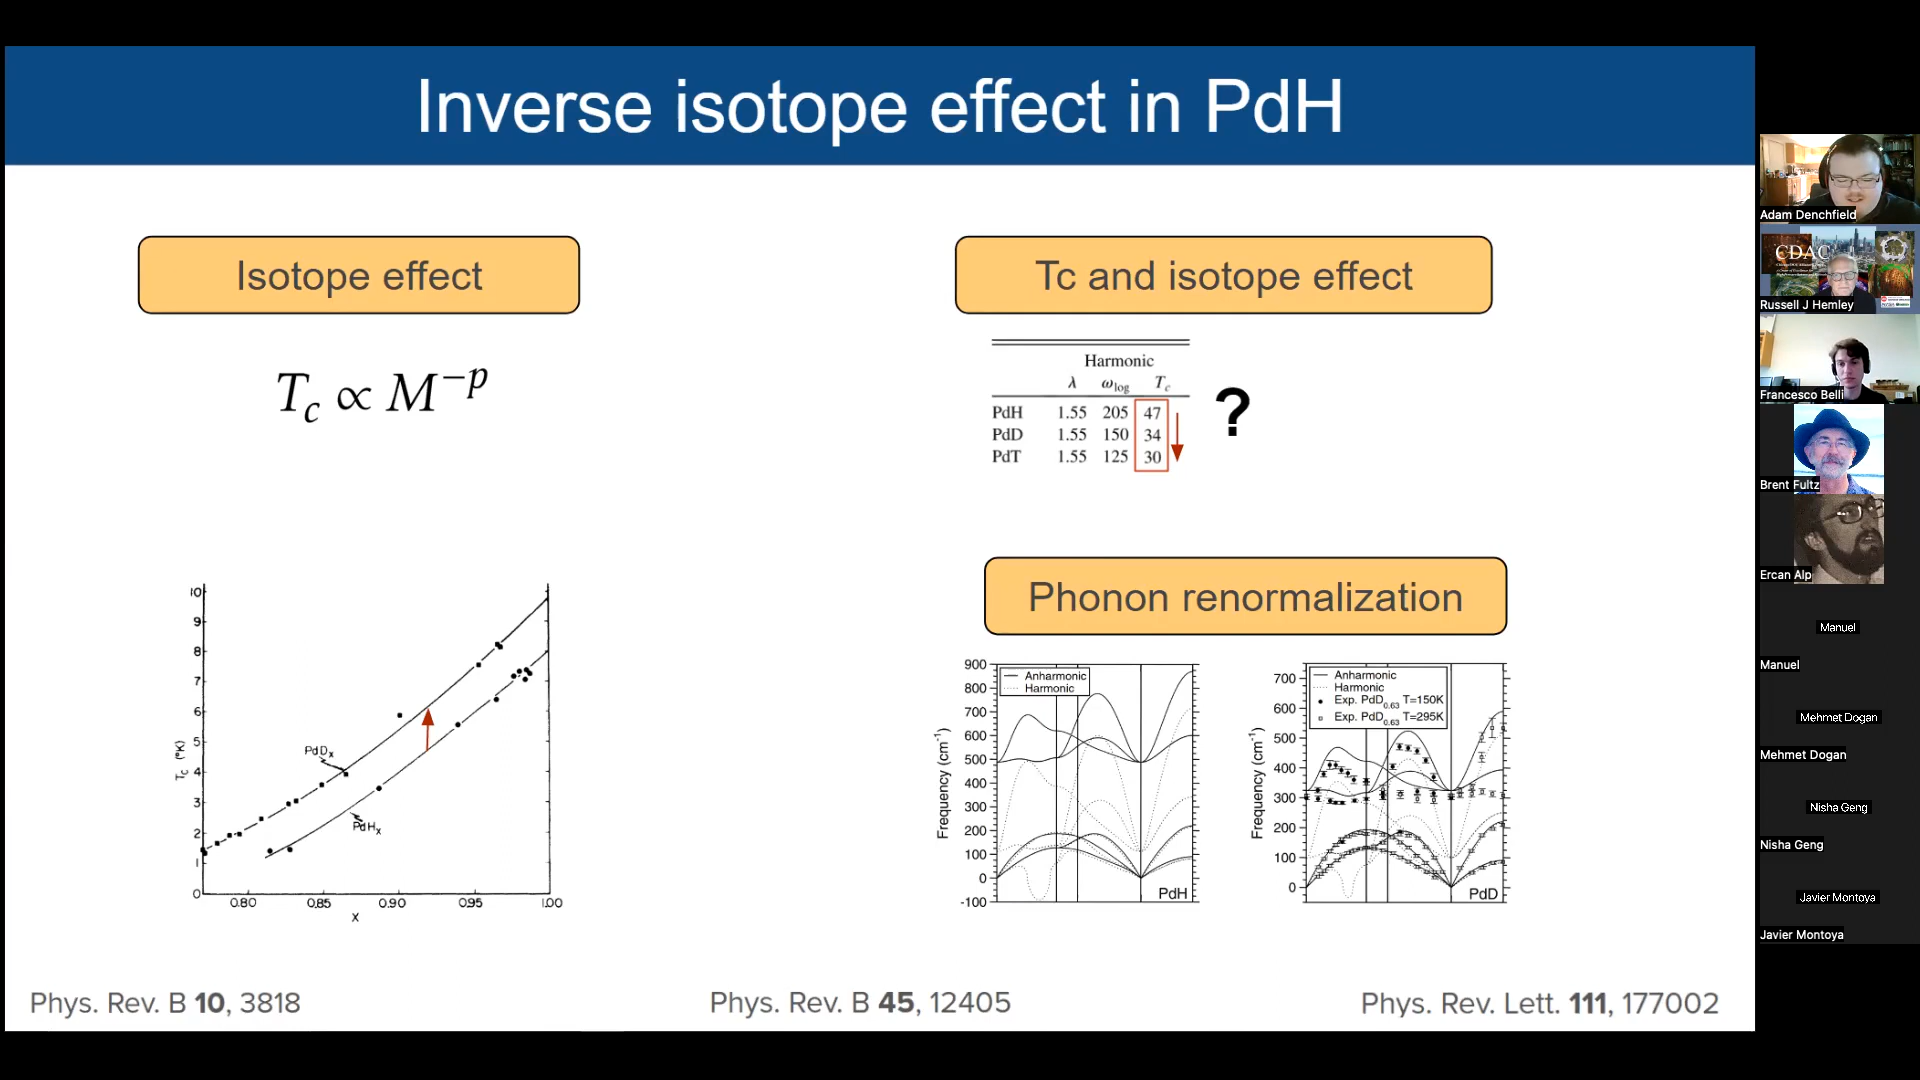 Inverse isotope effect in PdH
Isotope effect
T_c ∝ M^{-p}
10
9
8
7
6
5
4
3
2
1
0
Tc (°K)
PdDx
PdHx
0.80 0.85 0.90 0.95 1.00
X
Tc and isotope effect
Harmonic
λ ω_log T_c
PdH 1.55 205 47
PdD 1.55 150 34
PdT 1.55 125 30
?
Phonon renormalization
900
800
700
600
500
400
300
200
100
0
-100
Frequency (cm⁻¹)
Anharmonic
Harmonic
PdH
700
600
500
400
300
200
100
0
Frequency (cm⁻¹)
Anharmonic
Harmonic
Exp. PdD0.63 T=150K
Exp. PdD0.63 T=295K
PdD
Phys. Rev. B 10, 3818
Phys. Rev. B 45, 12405
Phys. Rev. Lett. 111, 177002
Adam Denchfield
CDAC
Russell J Hemley
Francesco Belli
Brent Fultz
Ercan Alp
Manuel
Manuel
Mehmet Dogan
Mehmet Dogan
Nisha Geng
Nisha Geng
Javier Montoya
Javier Montoya